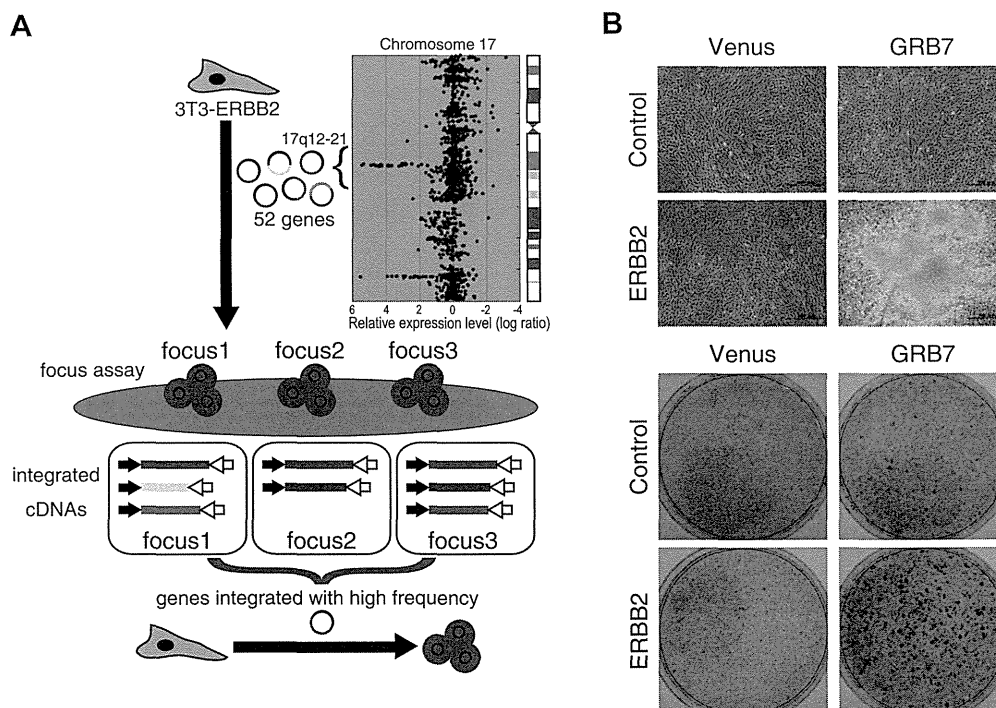 A
Chromosome 17
3T3-ERBB2
17q12-21
52 genes
6 4 2 0 -2 -4
Relative expression level (log ratio)
focus1 focus2 focus3
focus assay
integrated
cDNAs
focus1 focus2 focus3
genes integrated with high frequency
B
Venus GRB7
Control
ERBB2
Venus GRB7
Control
ERBB2